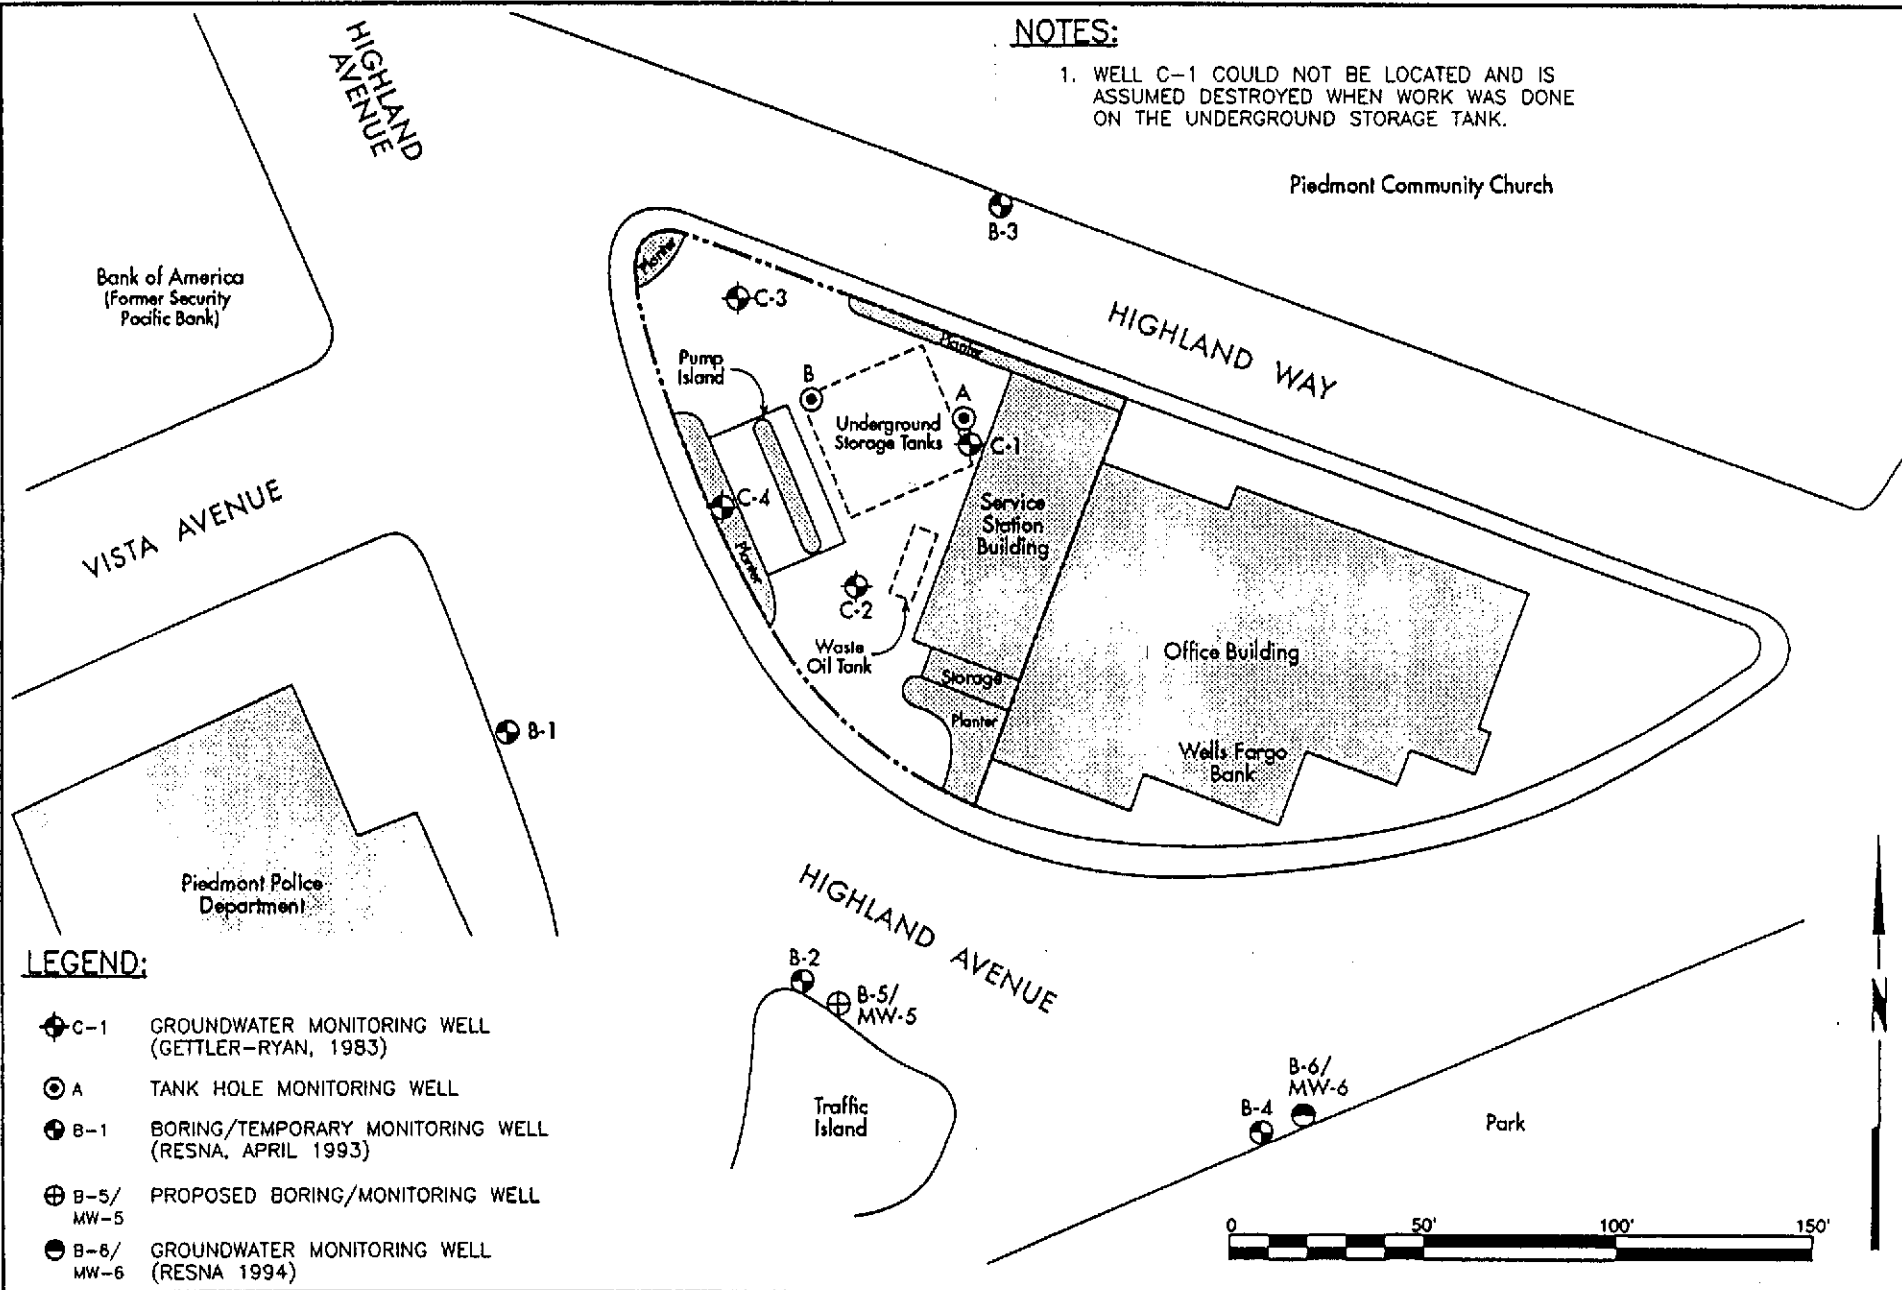 NOTES:
1. WELL C-1 COULD NOT BE LOCATED AND IS
ASSUMED DESTROYED WHEN WORK WAS DONE
ON THE UNDERGROUND STORAGE TANK.
HIGHLAND
AVENUE
Piedmont Community Church
B-3
Bank of America
(Former Security
Pacific Bank)
Planter
C-3
HIGHLAND WAY
Planter
Pump
Island
B
A
Underground
Storage Tanks
C-1
C-4
Service
Station
Building
VISTA AVENUE
Planter
C-2
Waste
Oil Tank
Office Building
Storage
Planter
B-1
Wells Fargo
Bank
Piedmont Police
Department
HIGHLAND AVENUE
B-2
B-5/
MW-5
Traffic
Island
B-6/
MW-6
B-4
Park
N
LEGEND:
C-1 GROUNDWATER MONITORING WELL
(GETTLER-RYAN, 1983)
A TANK HOLE MONITORING WELL
B-1 BORING/TEMPORARY MONITORING WELL
(RESNA, APRIL 1993)
B-5/ PROPOSED BORING/MONITORING WELL
MW-5
B-6/ GROUNDWATER MONITORING WELL
MW-6 (RESNA 1994)
0 50' 100' 150'